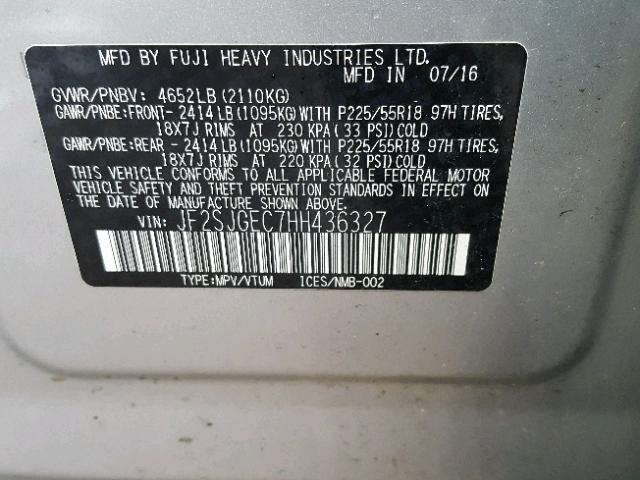 MFD BY FUJI HEAVY INDUSTRIES LTD.
MFD IN 07/16
GVWR/PNBV: 4652LB(2110KG)
GAWR/PNBE:FRONT- 2414LB(1095KG)WITH P225/55R18 97H TIRES,
18X7J RIMS AT 230 KPA(33 PSI)COLD
GAWR/PNBE:REAR - 2414LB(1095KG)WITH P225/55R18 97H TIRES,
18X7J RIMS AT 220 KPA(32 PSI)COLD
THIS VEHICLE CONFORMS TO ALL APPLICABLE FEDERAL MOTOR
VEHICLE SAFETY AND THEFT PREVENTION STANDARDS IN EFFECT
ON THE DATE OF MANUFACTURE SHOWN ABOVE.
VIN: JF2SJGEC7HH436327
TYPE:MPV/VTUM ICES/NMB-002